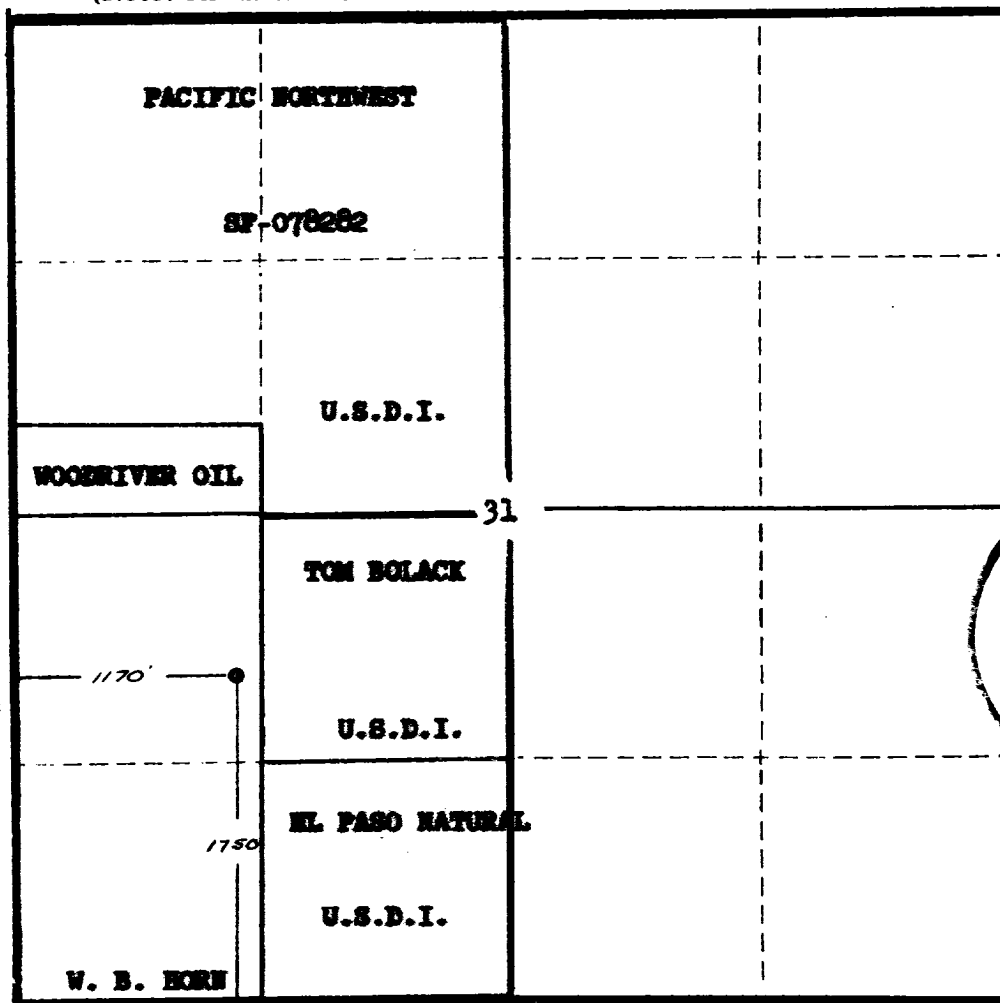 PACIFIC NORTHWEST
SF-078282
U.S.D.I.
WOODRIVER OIL
31
TOM BOLACK
1170'
U.S.D.I.
EL PASO NATURAL
1750
U.S.D.I.
W. B. HORN